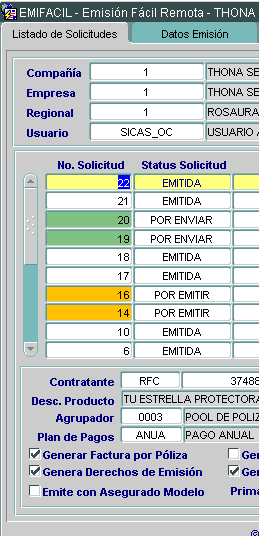 EMIFACIL - Emisión Fácil Remota - THONA
Listado de Solicitudes Datos Emisión
Compañía 1 THONA SE
Empresa 1 THONA SE
Regional 1 ROSAURA
Usuario SICAS_OC USUARIO
No. Solicitud Status Solicitud
22 EMITIDA
21 EMITIDA
20 POR ENVIAR
19 POR ENVIAR
18 EMITIDA
17 EMITIDA
16 POR EMITIR
14 POR EMITIR
10 EMITIDA
6 EMITIDA
Contratante RFC 37486
Desc. Producto TU ESTRELLA PROTECTORA
Agrupador 0003 POOL DE POLIZ
Plan de Pagos ANUA PAGO ANUAL
Generar Factura por Póliza Ger
Genera Derechos de Emisión Ger
Emite con Asegurado Modelo Prima